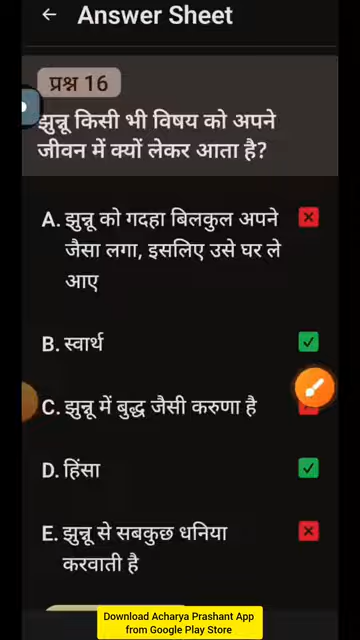 Answer Sheet
प्रश्न 16
झुन्नू किसी भी विषय को अपने
जीवन में क्यों लेकर आता है?
A. झुन्नू को गदहा बिलकुल अपने
जैसा लगा, इसलिए उसे घर ले
आए
B. स्वार्थ
C. झुन्नू में बुद्ध जैसी करुणा है
D. हिंसा
E. झुन्नू से सबकुछ धनिया
करवाती है
Download Acharya Prashant App
from Google Play Store